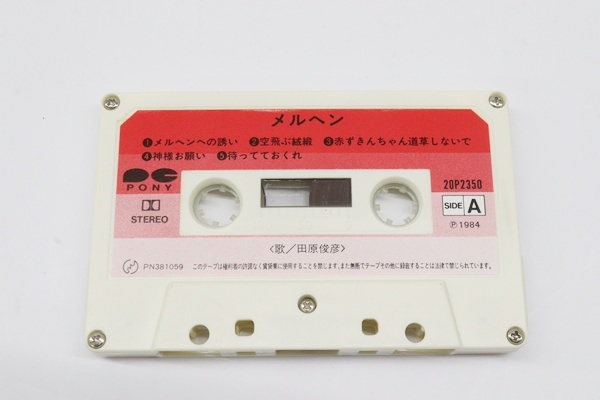 メルヘン
❶メルヘンへの誘い ❷空飛ぶ絨緞 ❸赤ずきんちゃん道草しないで
❹神様お願い ❺待ってておくれ
PC
PONY
20P2350
STEREO
SIDE A
Ⓟ1984
〈歌／田原俊彦〉
PN381059 このテープは権利者の許諾なく賃貸業に使用することを禁じます。また無断でテープその他に録音することは法律で禁じられています。